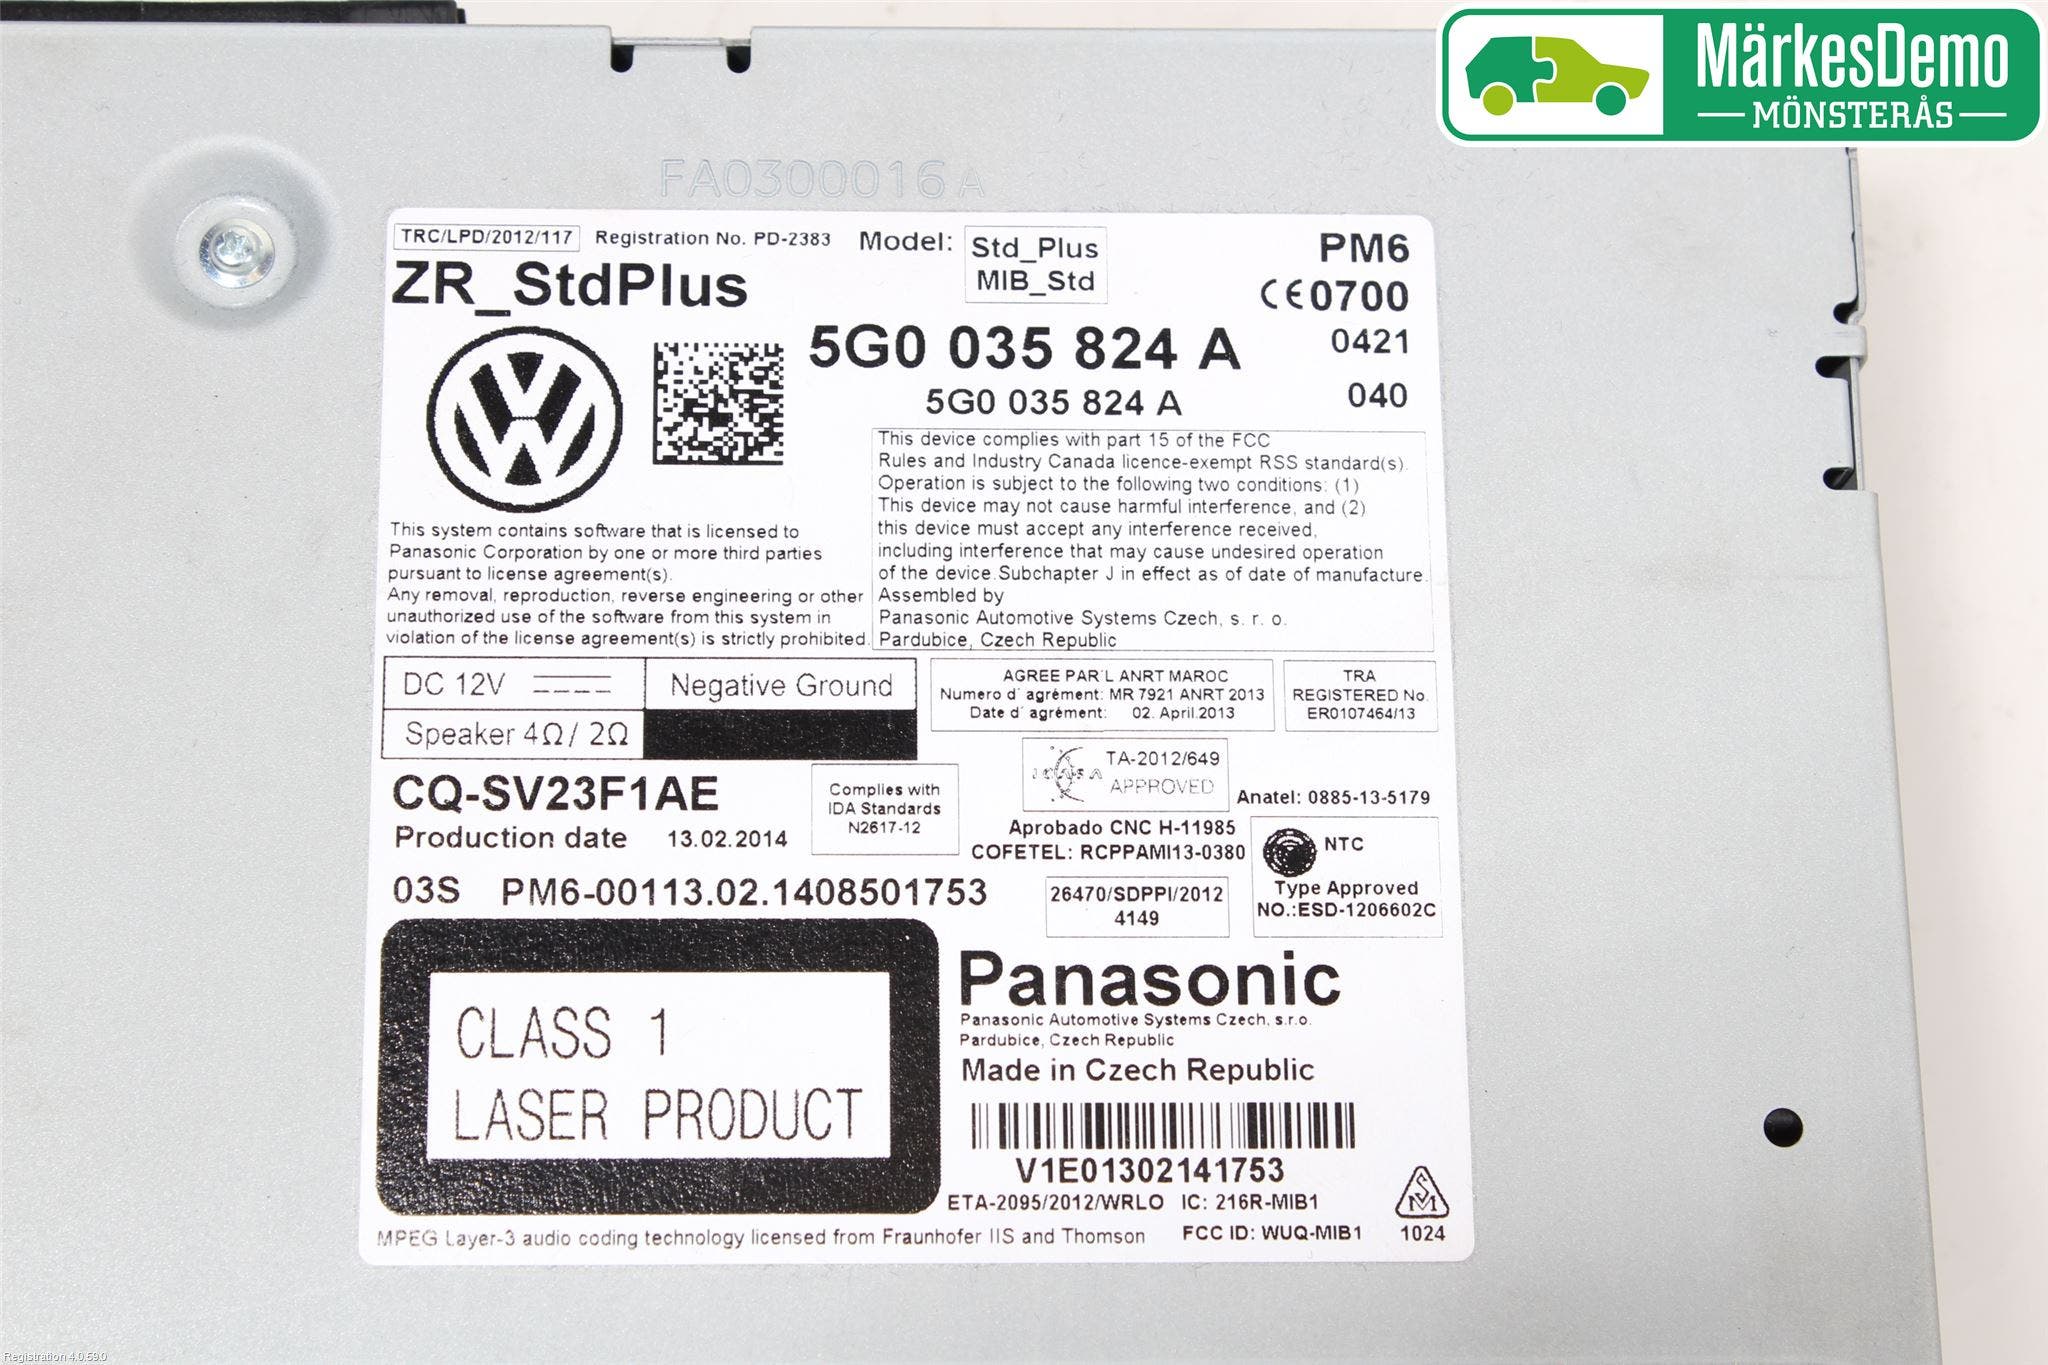 MärkesDemo
MÖNSTERÅS
FA0300016 A
TRC/LPD/2012/117 Registration No. PD-2383 Model: Std_Plus MIB_Std PM6
ZR_StdPlus
CE0700
5G0 035 824 A 0421
5G0 035 824 A 040
This device complies with part 15 of the FCC
Rules and Industry Canada licence-exempt RSS standard(s).
Operation is subject to the following two conditions: (1)
This device may not cause harmful interference, and (2)
this device must accept any interference received,
including interference that may cause undesired operation
of the device.Subchapter J in effect as of date of manufacture.
Assembled by
Panasonic Automotive Systems Czech, s. r. o.
Pardubice, Czech Republic
This system contains software that is licensed to
Panasonic Corporation by one or more third parties
pursuant to license agreement(s).
Any removal, reproduction, reverse engineering or other
unauthorized use of the software from this system in
violation of the license agreement(s) is strictly prohibited.
DC 12V Negative Ground
Speaker 4Ω/ 2Ω
AGREE PAR'L ANRT MAROC
Numero d' agrément: MR 7921 ANRT 2013
Date d' agrément: 02. April.2013
TRA
REGISTERED No.
ER0107464/13
CQ-SV23F1AE
Production date 13.02.2014
Complies with
IDA Standards
N2617-12
ICASA TA-2012/649
APPROVED
Anatel: 0885-13-5179
Aprobado CNC H-11985
COFETEL: RCPPAMI13-0380
NTC
Type Approved
NO.:ESD-1206602C
03S PM6-00113.02.1408501753
26470/SDPPI/2012
4149
CLASS 1
LASER PRODUCT
Panasonic
Panasonic Automotive Systems Czech, s.r.o.
Pardubice, Czech Republic
Made in Czech Republic
V1E01302141753
ETA-2095/2012/WRLO IC: 216R-MIB1
MPEG Layer-3 audio coding technology licensed from Fraunhofer IIS and Thomson FCC ID: WUQ-MIB1
1024
Registration 4.0.59.0